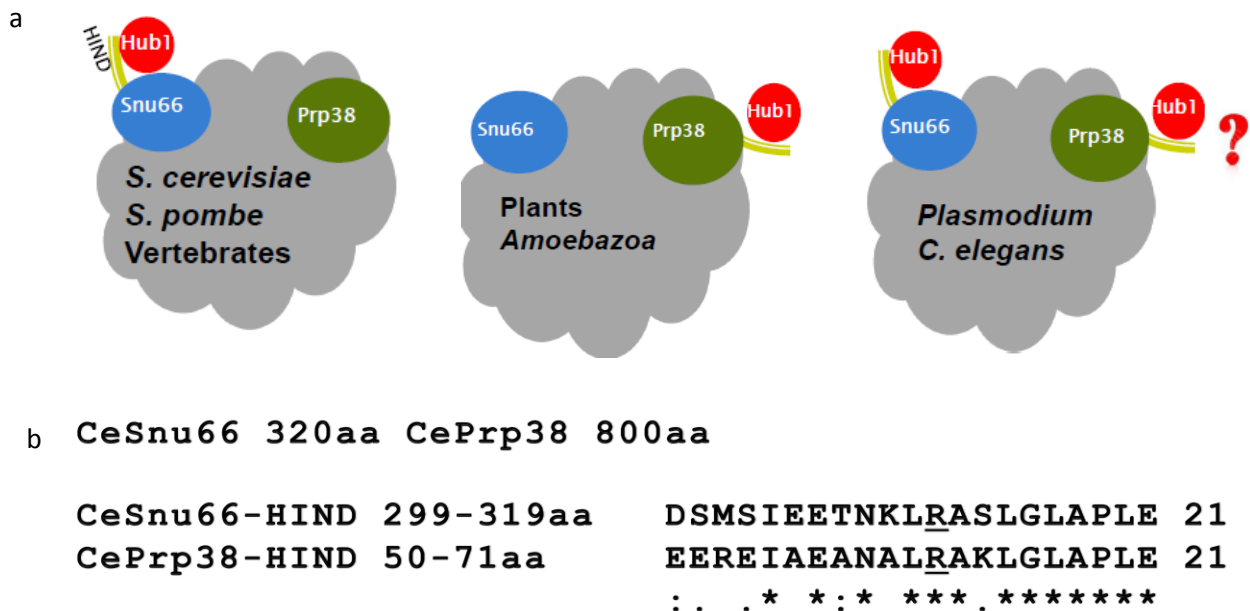 a
HIND
Hub1
Snu66
Prp38
S. cerevisiae
S. pombe
Vertebrates
Snu66
Prp38
Hub1
Plants
Amoebazoa
Hub1
Snu66
Prp38
Hub1
?
Plasmodium
C. elegans
b CeSnu66 320aa CePrp38 800aa
CeSnu66-HIND 299-319aa DSMSIEETNKLRASLGLAPLE 21
CePrp38-HIND 50-71aa EEREIAEANALRAKLGLAPLE 21
:. .* *:* ***.*******